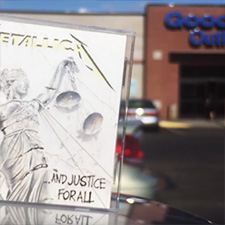 METALLICA
Good
Outl
...AND JUSTICE
FOR ALL